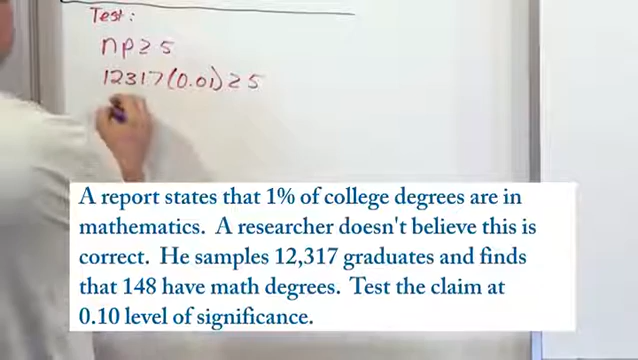 Test:
np ≥ 5
12317(0.01) ≥ 5
A report states that 1% of college degrees are in
mathematics. A researcher doesn't believe this is
correct. He samples 12,317 graduates and finds
that 148 have math degrees. Test the claim at
0.10 level of significance.